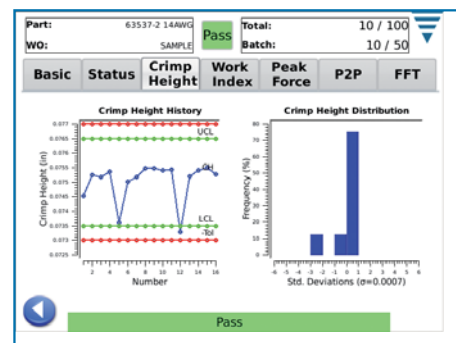 Part: 63537-2 14AWG Pass Total: 10 / 100
WO: SAMPLE Batch: 10 / 50
Basic Status Crimp Height Work Index Peak Force P2P FFT
Crimp Height History
0.077
0.0765
0.076
0.0755
0.075
0.0745
0.074
0.0735
0.073
0.0725
Crimp Height (in)
UCL
CH
LCL
-Tol
2 4 6 8 10 12 14 16
Number
Crimp Height Distribution
80
70
60
50
40
30
20
10
0
Frequency (%)
-6 -5 -4 -3 -2 -1 0 1 2 3 4 5 6
Std. Deviations (σ=0.0007)
Pass